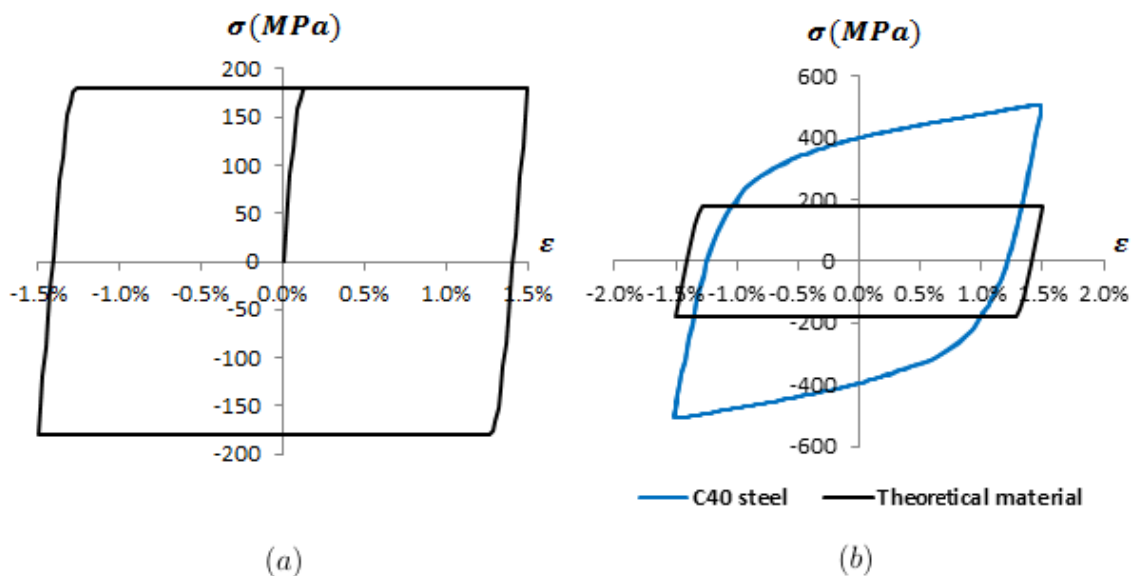 σ(MPa)
200
150
100
50
0
-50
-100
-150
-200
-1.5% -1.0% -0.5% 0.0% 0.5% 1.0% 1.5%
ε
(a)
σ(MPa)
600
400
200
0
-200
-400
-600
-2.0% -1.5% -1.0% -0.5% 0.0% 0.5% 1.0% 1.5% 2.0%
ε
C40 steel Theoretical material
(b)